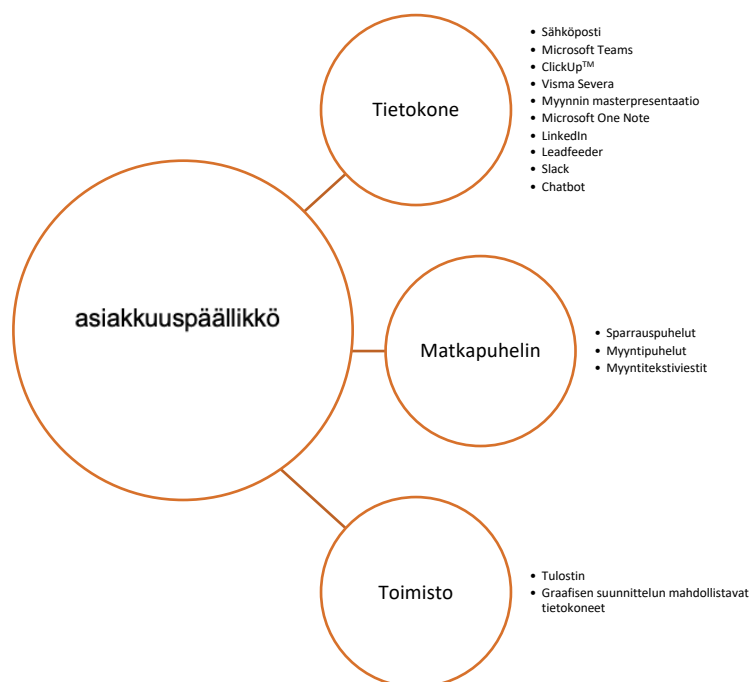 asiakkuuspäällikkö
Tietokone
• Sähköposti
• Microsoft Teams
• ClickUp™
• Visma Severa
• Myynnin masterpresentaatio
• Microsoft One Note
• LinkedIn
• Leadfeeder
• Slack
• Chatbot
Matkapuhelin
• Sparrauspuhelut
• Myyntipuhelut
• Myyntitekstiviestit
Toimisto
• Tulostin
• Graafisen suunnittelun mahdollistavat
tietokoneet